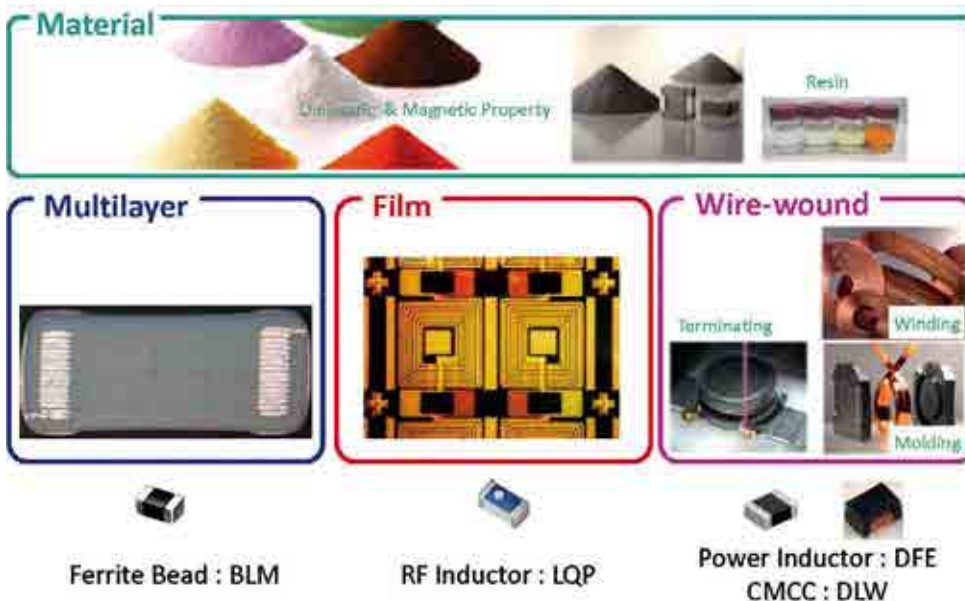 Material
Resin
& Magnetic Property
Multilayer
Film
Wire-wound
Terminating
Winding
Molding
Ferrite Bead : BLM
RF Inductor : LQP
Power Inductor : DFE
CMCC : DLW